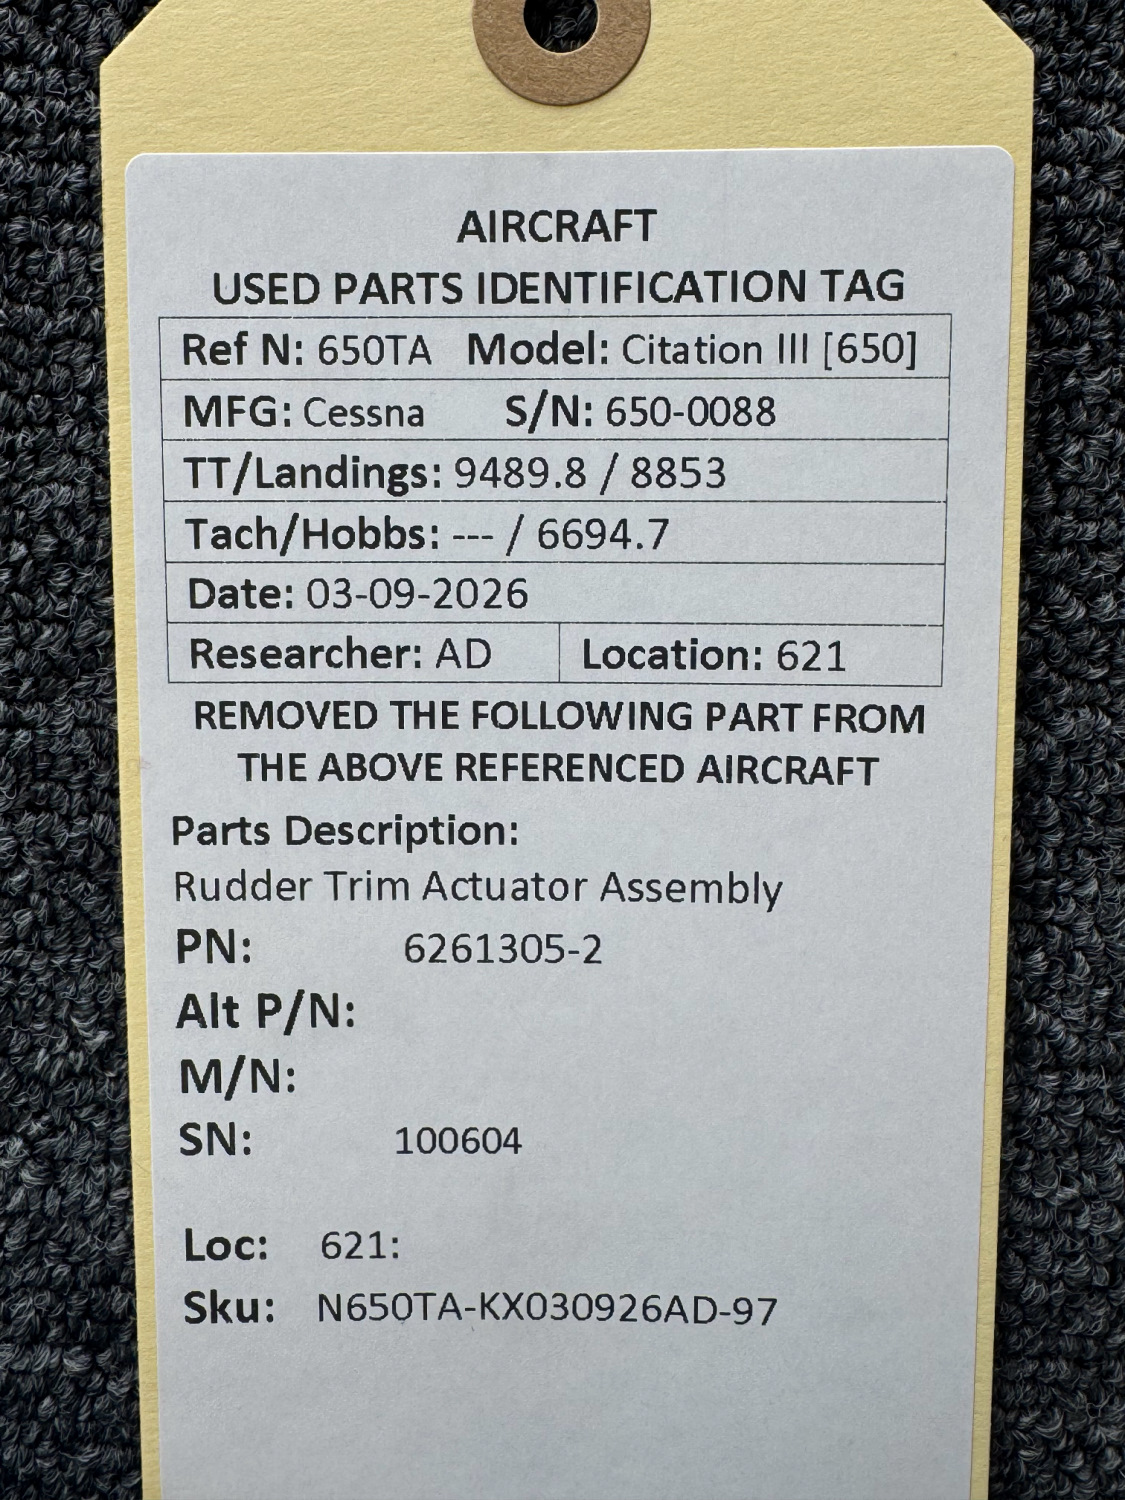 AIRCRAFT
USED PARTS IDENTIFICATION TAG
Ref N: 650TA Model: Citation III [650]
MFG: Cessna S/N: 650-0088
TT/Landings: 9489.8 / 8853
Tach/Hobbs: --- / 6694.7
Date: 03-09-2026
Researcher: AD Location: 621
REMOVED THE FOLLOWING PART FROM
THE ABOVE REFERENCED AIRCRAFT
Parts Description:
Rudder Trim Actuator Assembly
PN: 6261305-2
Alt P/N:
M/N:
SN: 100604
Loc: 621:
Sku: N650TA-KX030926AD-97